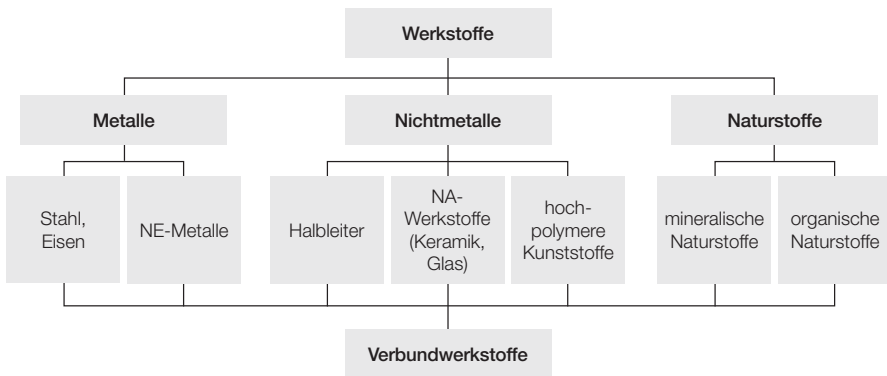 Werkstoffe
Metalle
Nichtmetalle
Naturstoffe
Stahl,
Eisen
NE-Metalle
Halbleiter
NA-
Werkstoffe
(Keramik,
Glas)
hoch-
polymere
Kunststoffe
mineralische
Naturstoffe
organische
Naturstoffe
Verbundwerkstoffe